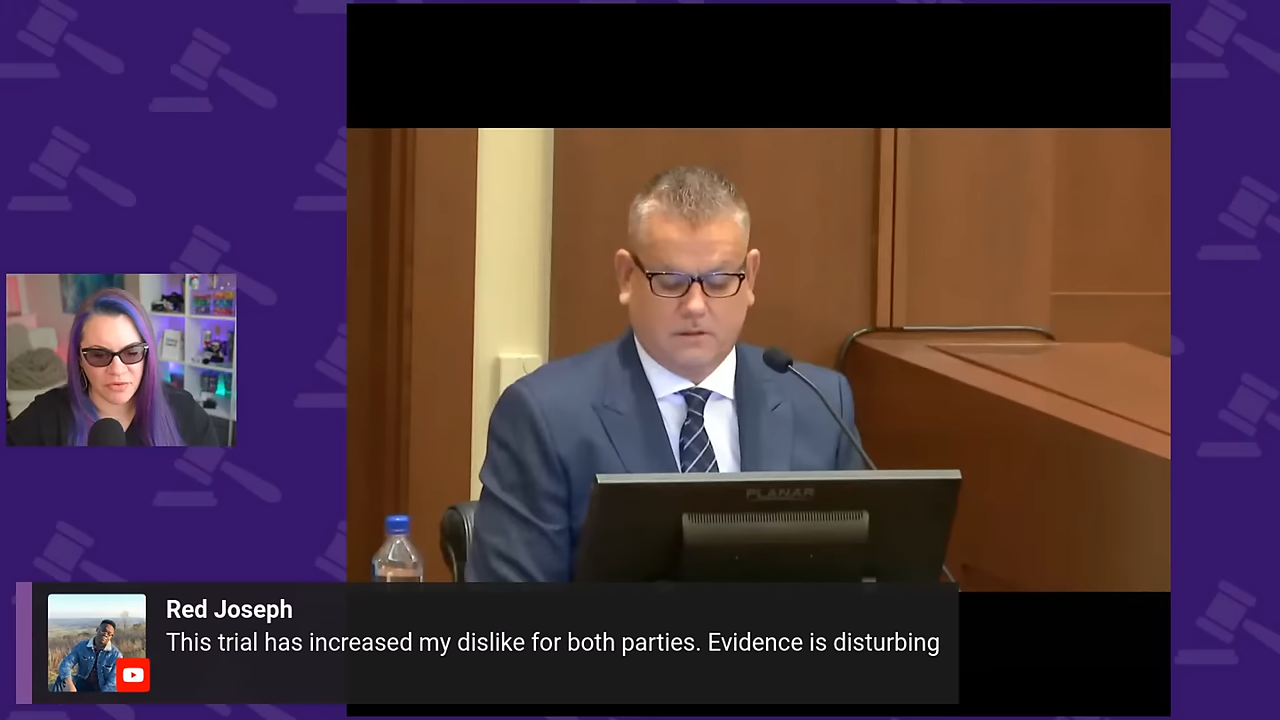 PLANAR
Red Joseph
This trial has increased my dislike for both parties. Evidence is disturbing